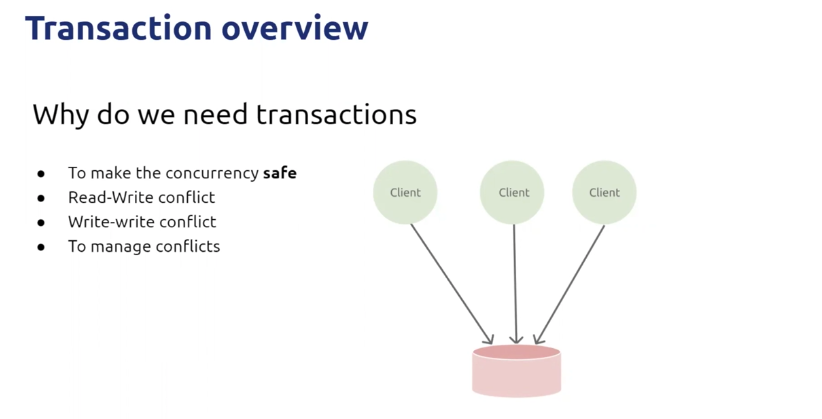 Transaction overview
Why do we need transactions
● To make the concurrency safe
● Read-Write conflict
● Write-write conflict
● To manage conflicts
Client
Client
Client